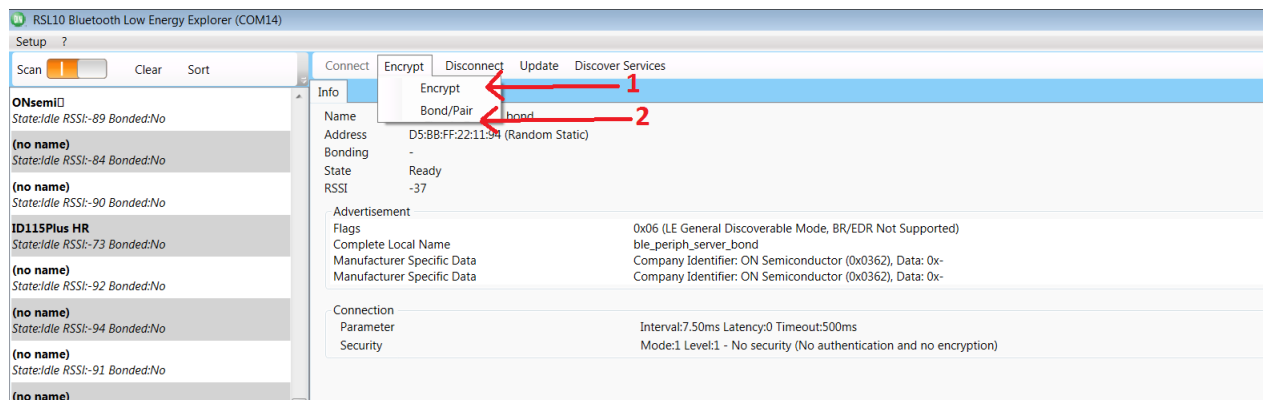 RSL10 Bluetooth Low Energy Explorer (COM14)
Setup ?
Scan Clear Sort
Connect Encrypt Disconnect Update Discover Services
Encrypt 1
Bond/Pair 2
ONsemi
State:Idle RSSI:-89 Bonded:No
(no name)
State:Idle RSSI:-84 Bonded:No
(no name)
State:Idle RSSI:-90 Bonded:No
ID115Plus HR
State:Idle RSSI:-73 Bonded:No
(no name)
State:Idle RSSI:-92 Bonded:No
(no name)
State:Idle RSSI:-94 Bonded:No
(no name)
State:Idle RSSI:-91 Bonded:No
(no name)
Info
Name bond
Address D5:BB:FF:22:11:94 (Random Static)
Bonding -
State Ready
RSSI -37
Advertisement
Flags 0x06 (LE General Discoverable Mode, BR/EDR Not Supported)
Complete Local Name ble_periph_server_bond
Manufacturer Specific Data Company Identifier: ON Semiconductor (0x0362), Data: 0x-
Manufacturer Specific Data Company Identifier: ON Semiconductor (0x0362), Data: 0x-
Connection
Parameter Interval:7.50ms Latency:0 Timeout:500ms
Security Mode:1 Level:1 - No security (No authentication and no encryption)